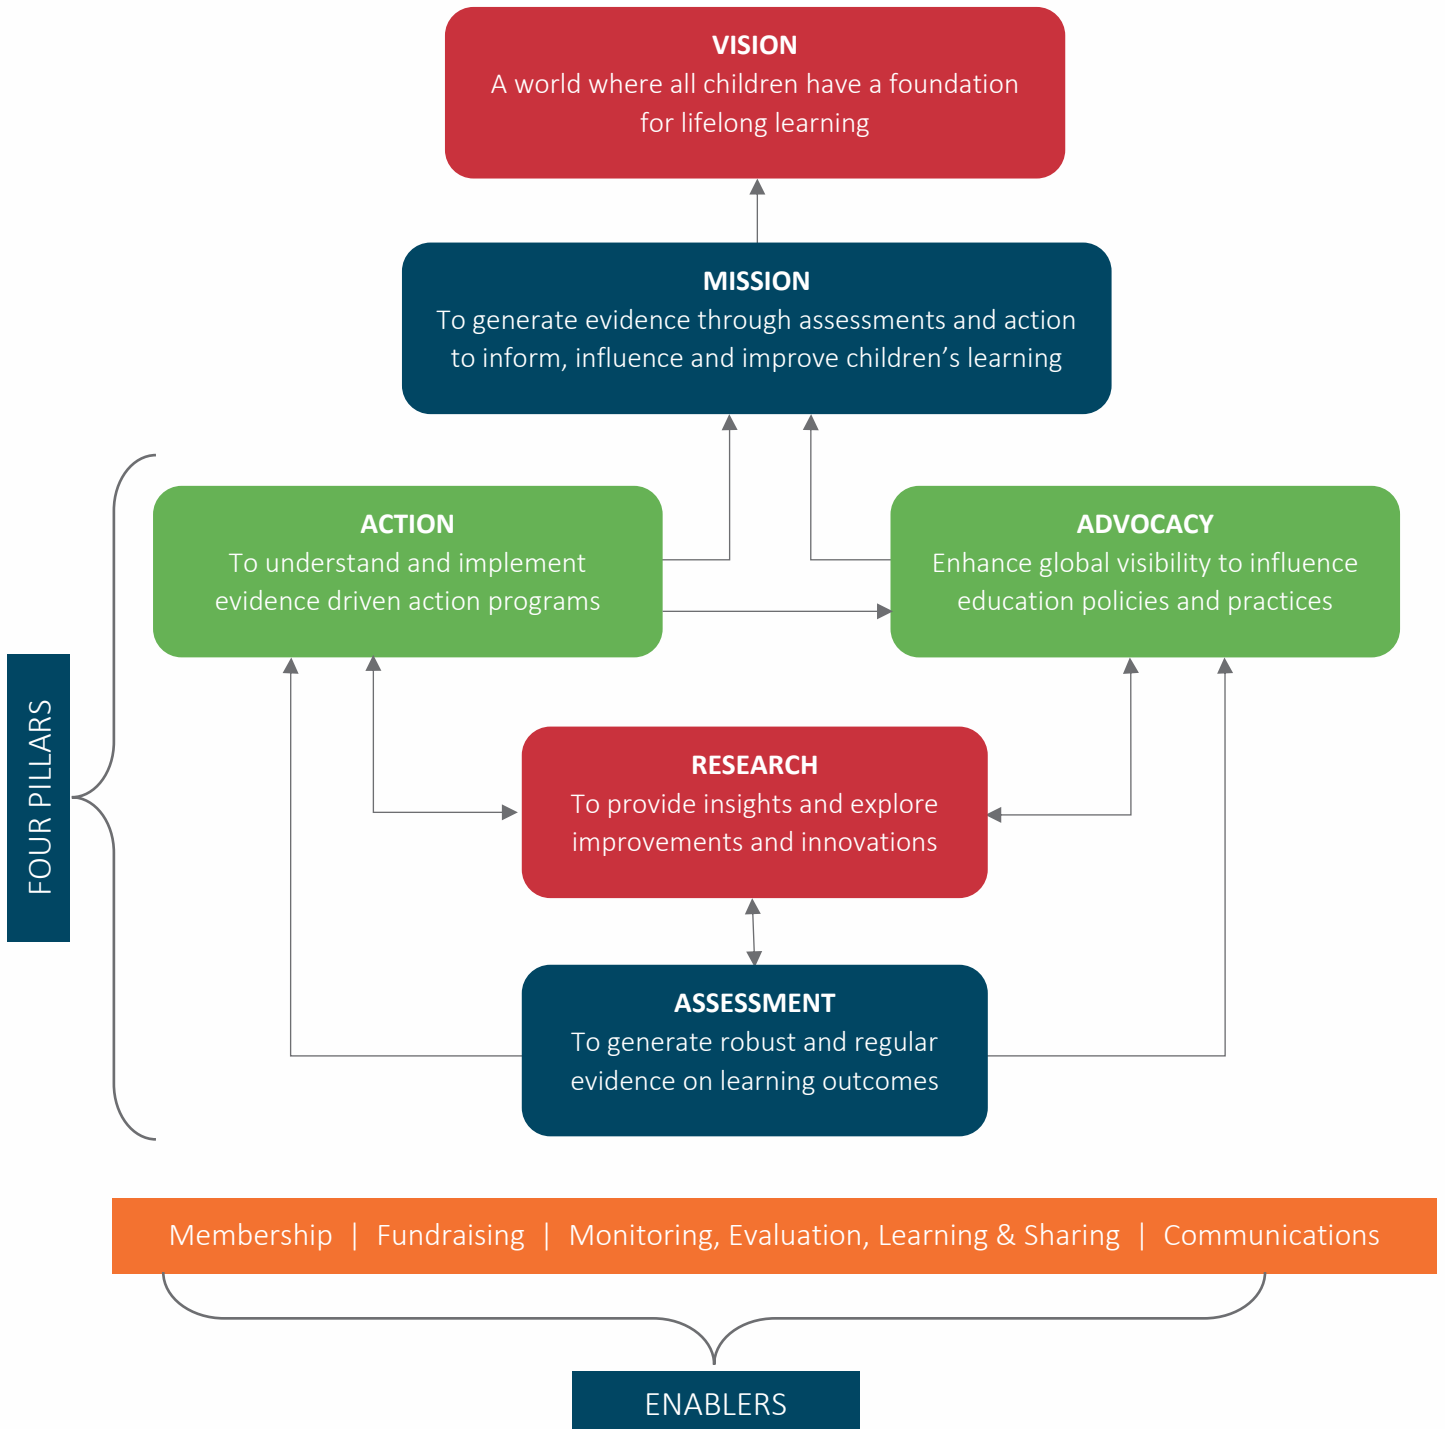 VISION
A world where all children have a foundation
for lifelong learning
MISSION
To generate evidence through assessments and action
to inform, influence and improve children’s learning
ACTION
To understand and implement
evidence driven action programs
ADVOCACY
Enhance global visibility to influence
education policies and practices
FOUR PILLARS
RESEARCH
To provide insights and explore
improvements and innovations
ASSESSMENT
To generate robust and regular
evidence on learning outcomes
Membership | Fundraising | Monitoring, Evaluation, Learning & Sharing | Communications
ENABLERS